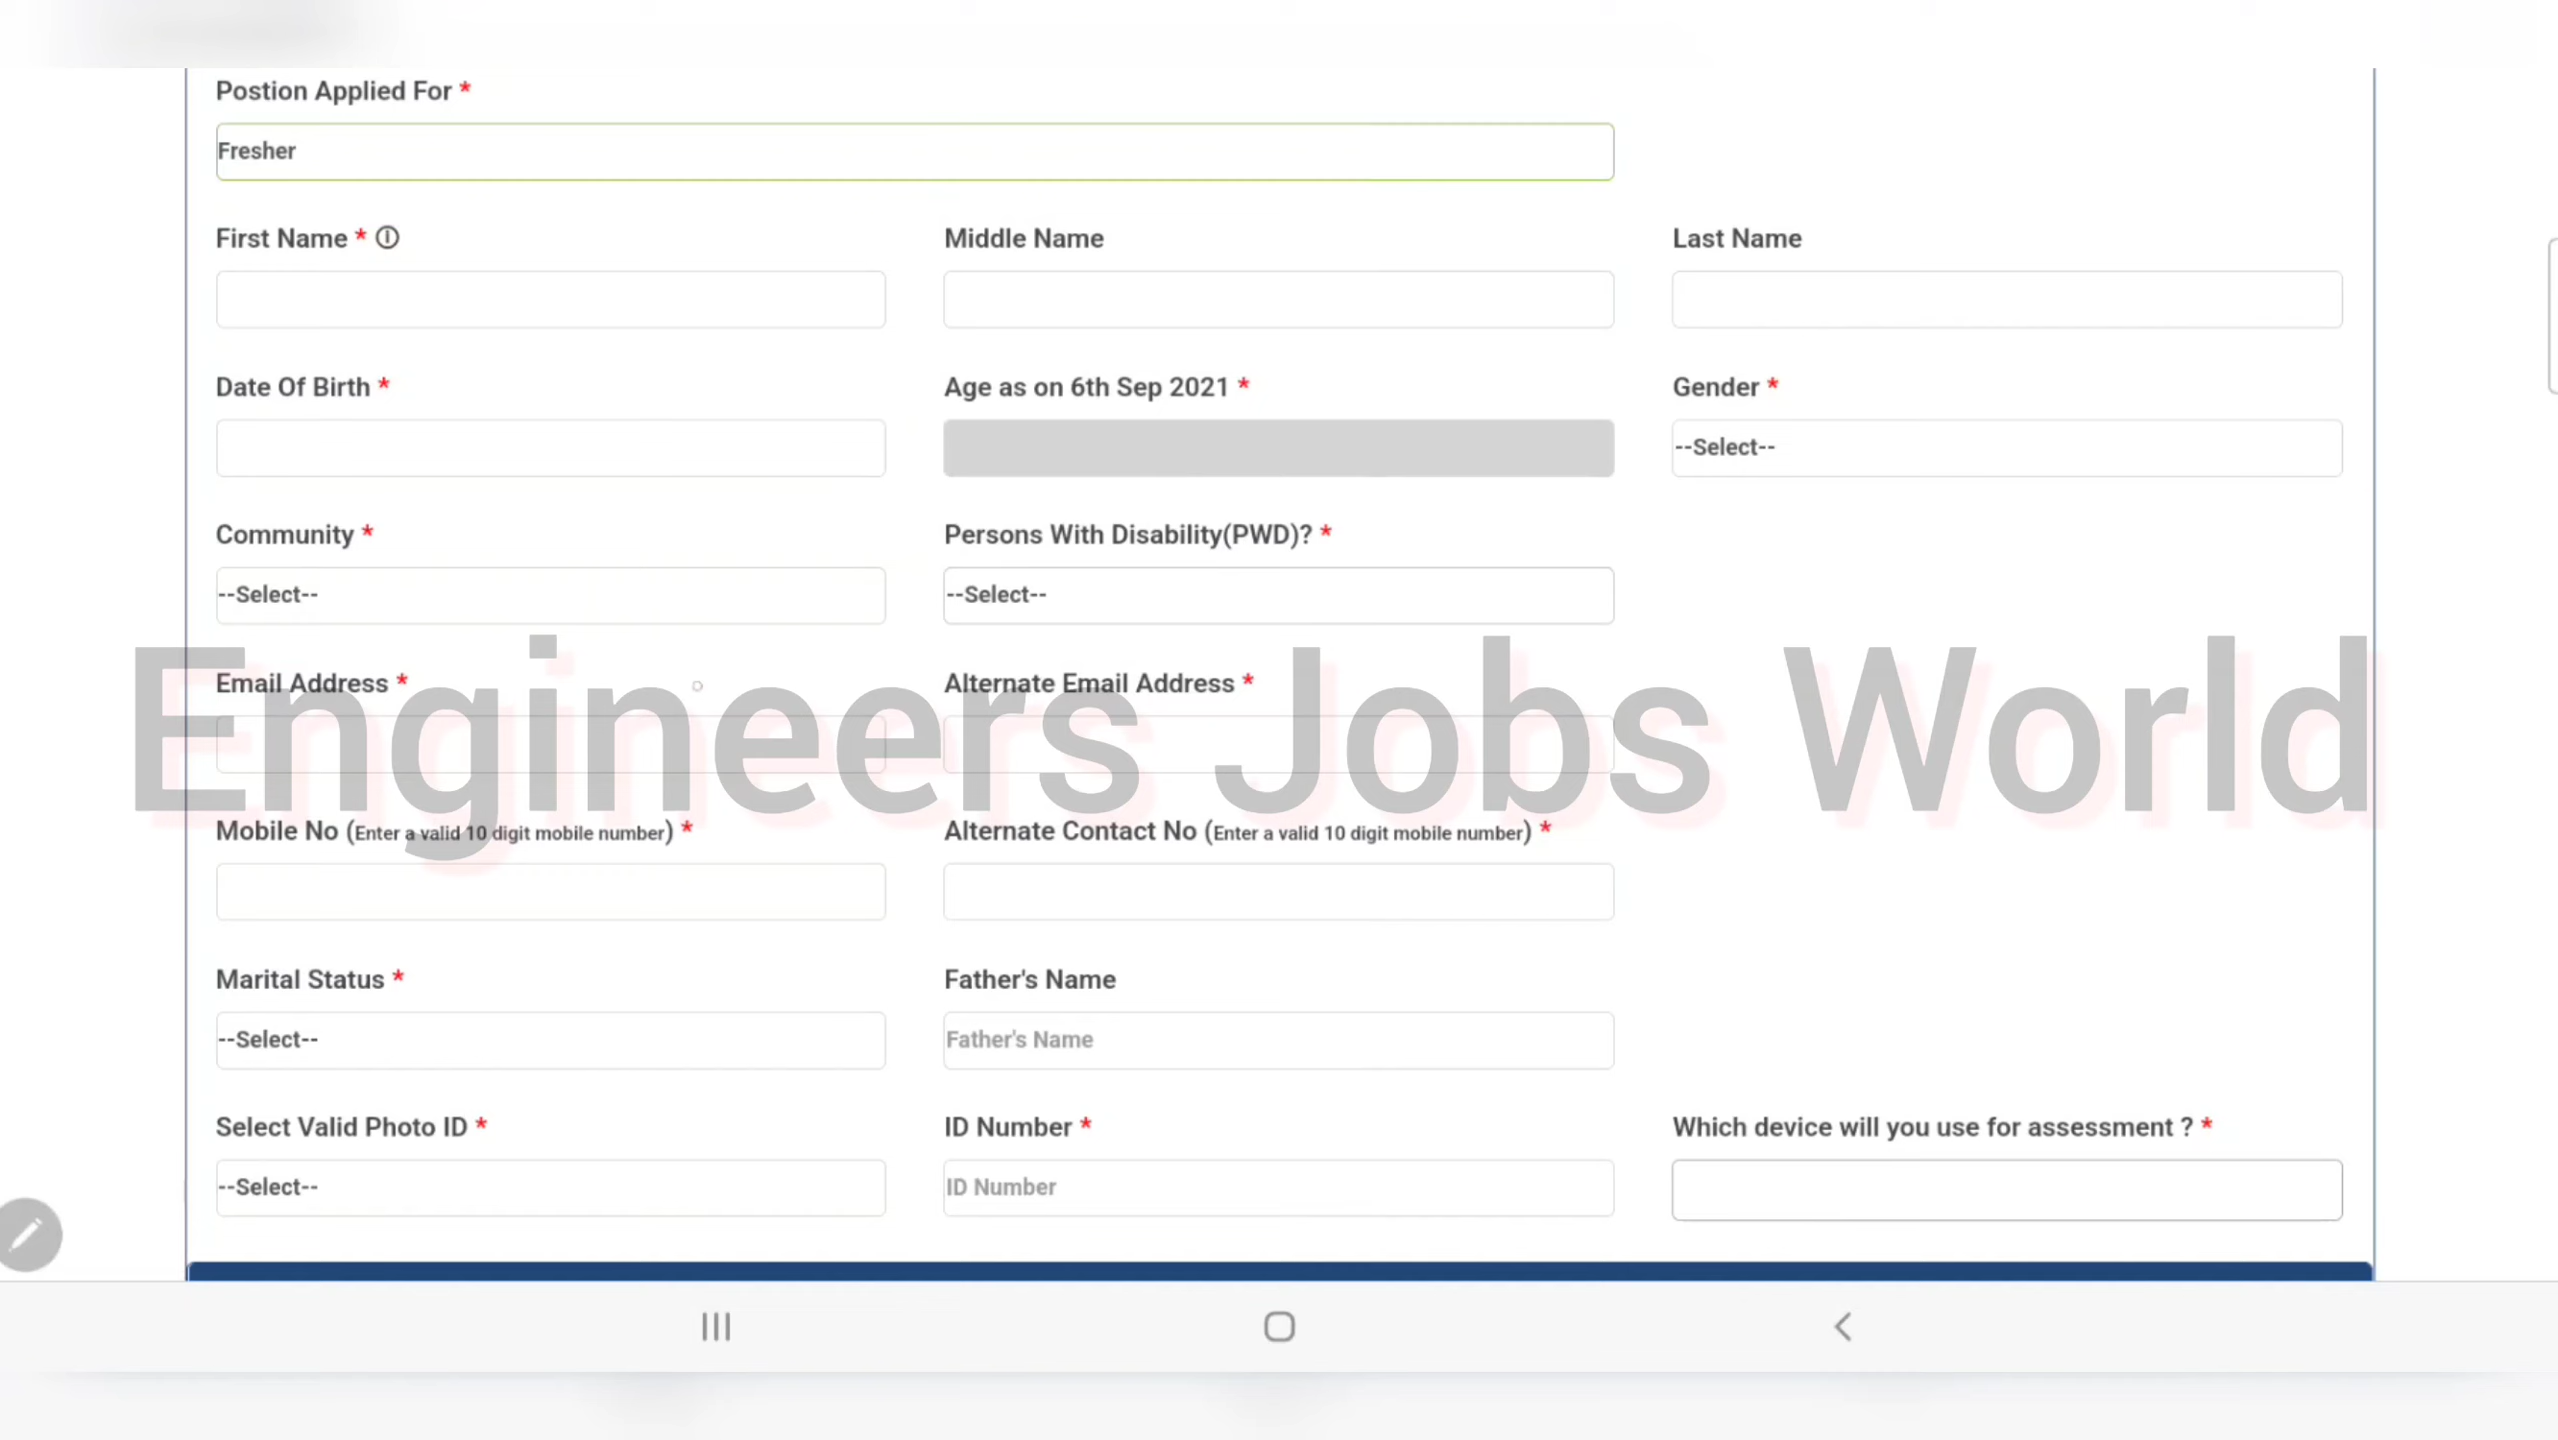 Postion Applied For *
Fresher
First Name *
Middle Name
Last Name
Date Of Birth *
Age as on 6th Sep 2021 *
Gender *
--Select--
Community *
Persons With Disability(PWD)? *
--Select--
--Select--
Engineers Jobs World
Email Address *
Alternate Email Address *
Mobile No (Enter a valid 10 digit mobile number) *
Alternate Contact No (Enter a valid 10 digit mobile number) *
Marital Status *
Father's Name
--Select--
Father's Name
Select Valid Photo ID *
ID Number *
Which device will you use for assessment ? *
--Select--
ID Number